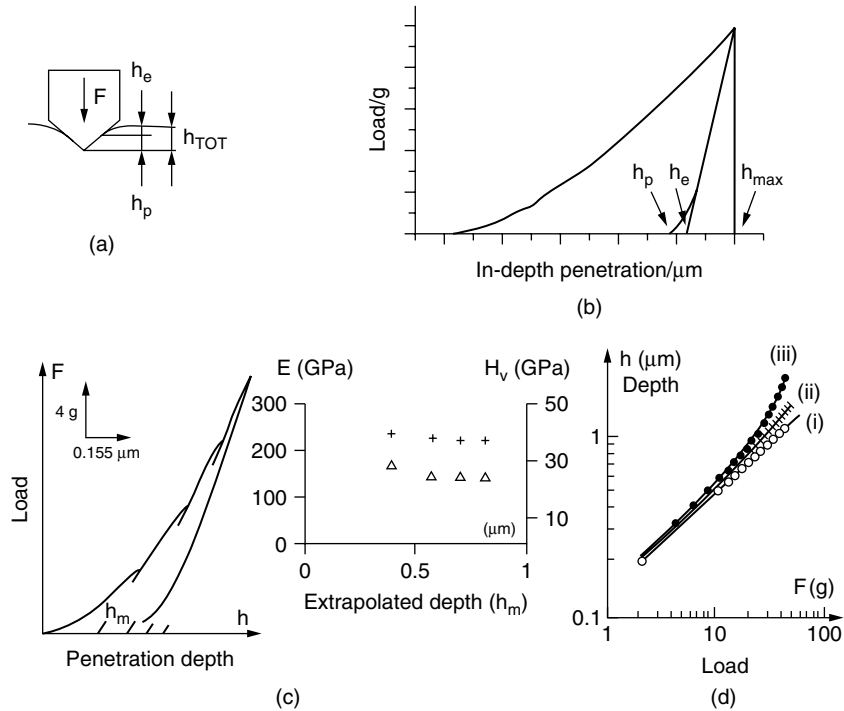 h_e
F
h_TOT
h_p
(a)
Load/g
h_p
h_e
h_max
In-depth penetration/μm
(b)
F
4 g
0.155 μm
Load
h_m
h
Penetration depth
E (GPa)
H_v (GPa)
300
200
100
0
50
30
10
(μm)
0
0.5
1
Extrapolated depth (h_m)
(c)
h (μm)
Depth
(iii)
(ii)
(i)
1
0.1
F (g)
1
10
100
Load
(d)